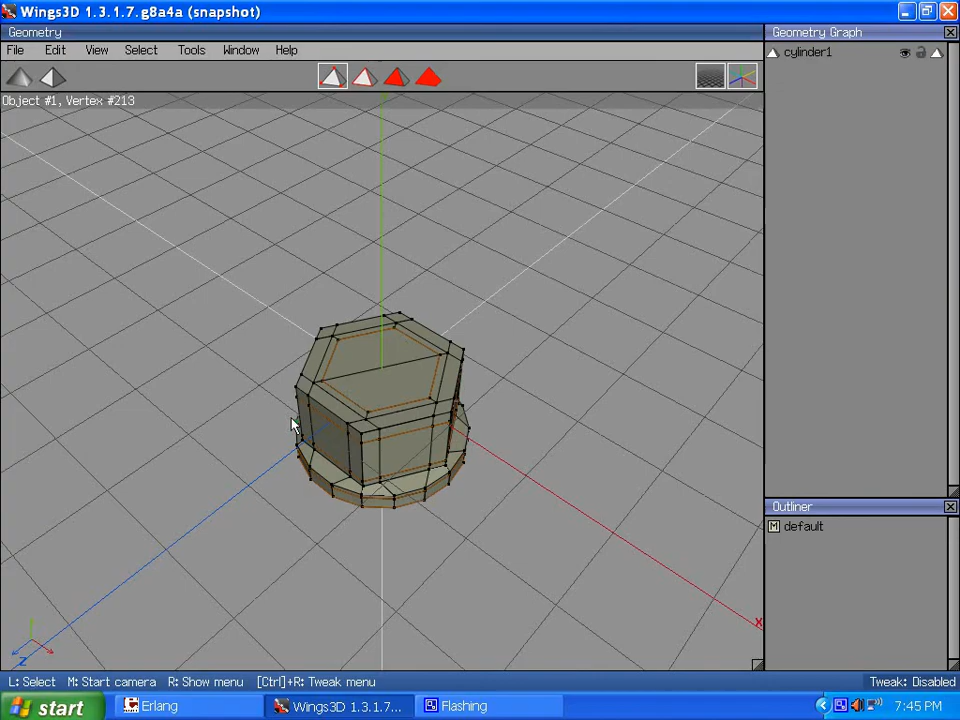 Wings3D 1.3.1.7.g8a4a (snapshot)
Geometry
Geometry Graph
File Edit View Select Tools Window Help
cylinder1
Object #1, Vertex #213
Outliner
M default
X
Z
L: Select M: Start camera R: Show menu [Ctrl]+R: Tweak menu
Tweak: Disabled
start
Erlang
Wings3D 1.3.1.7...
Flashing
7:45 PM